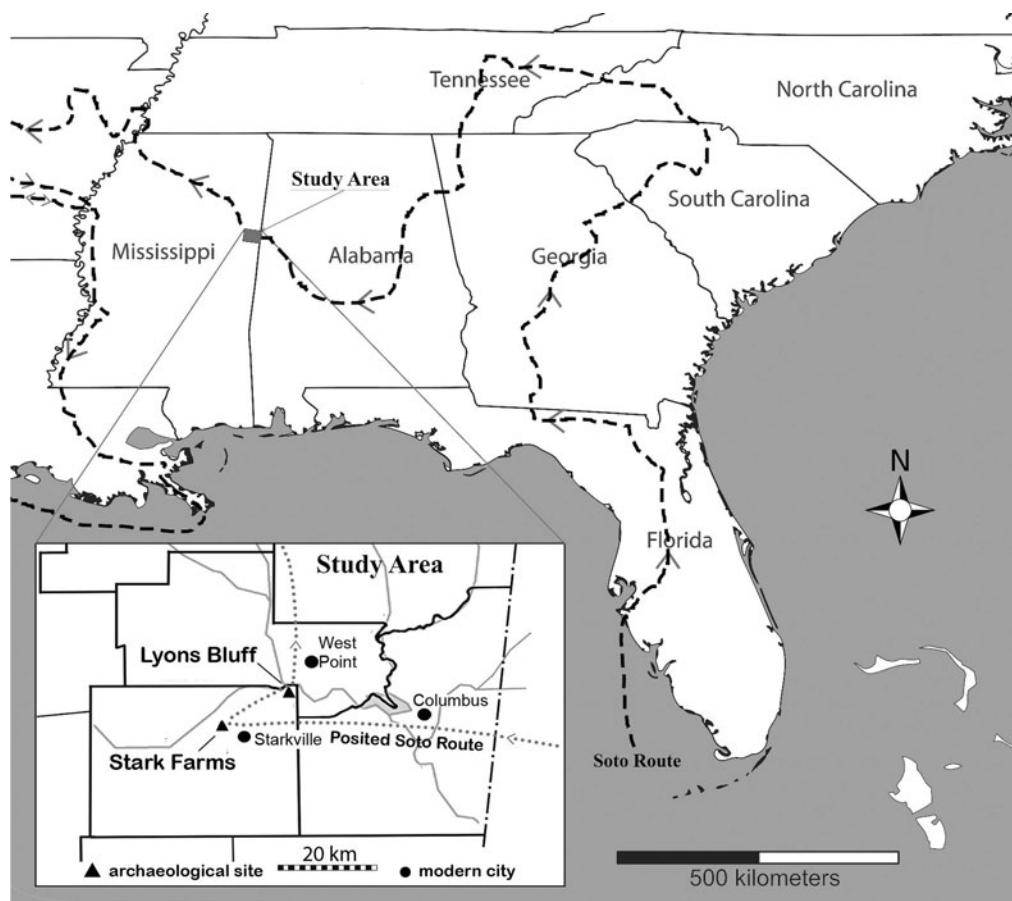 Tennessee
North Carolina
Study Area
South Carolina
Mississippi
Alabama
Georgia
N
Florida
Soto Route
500 kilometers
Study Area
West
Point
Lyons Bluff
Columbus
Starkville
Posited Soto Route
Stark Farms
20 km
archaeological site
modern city